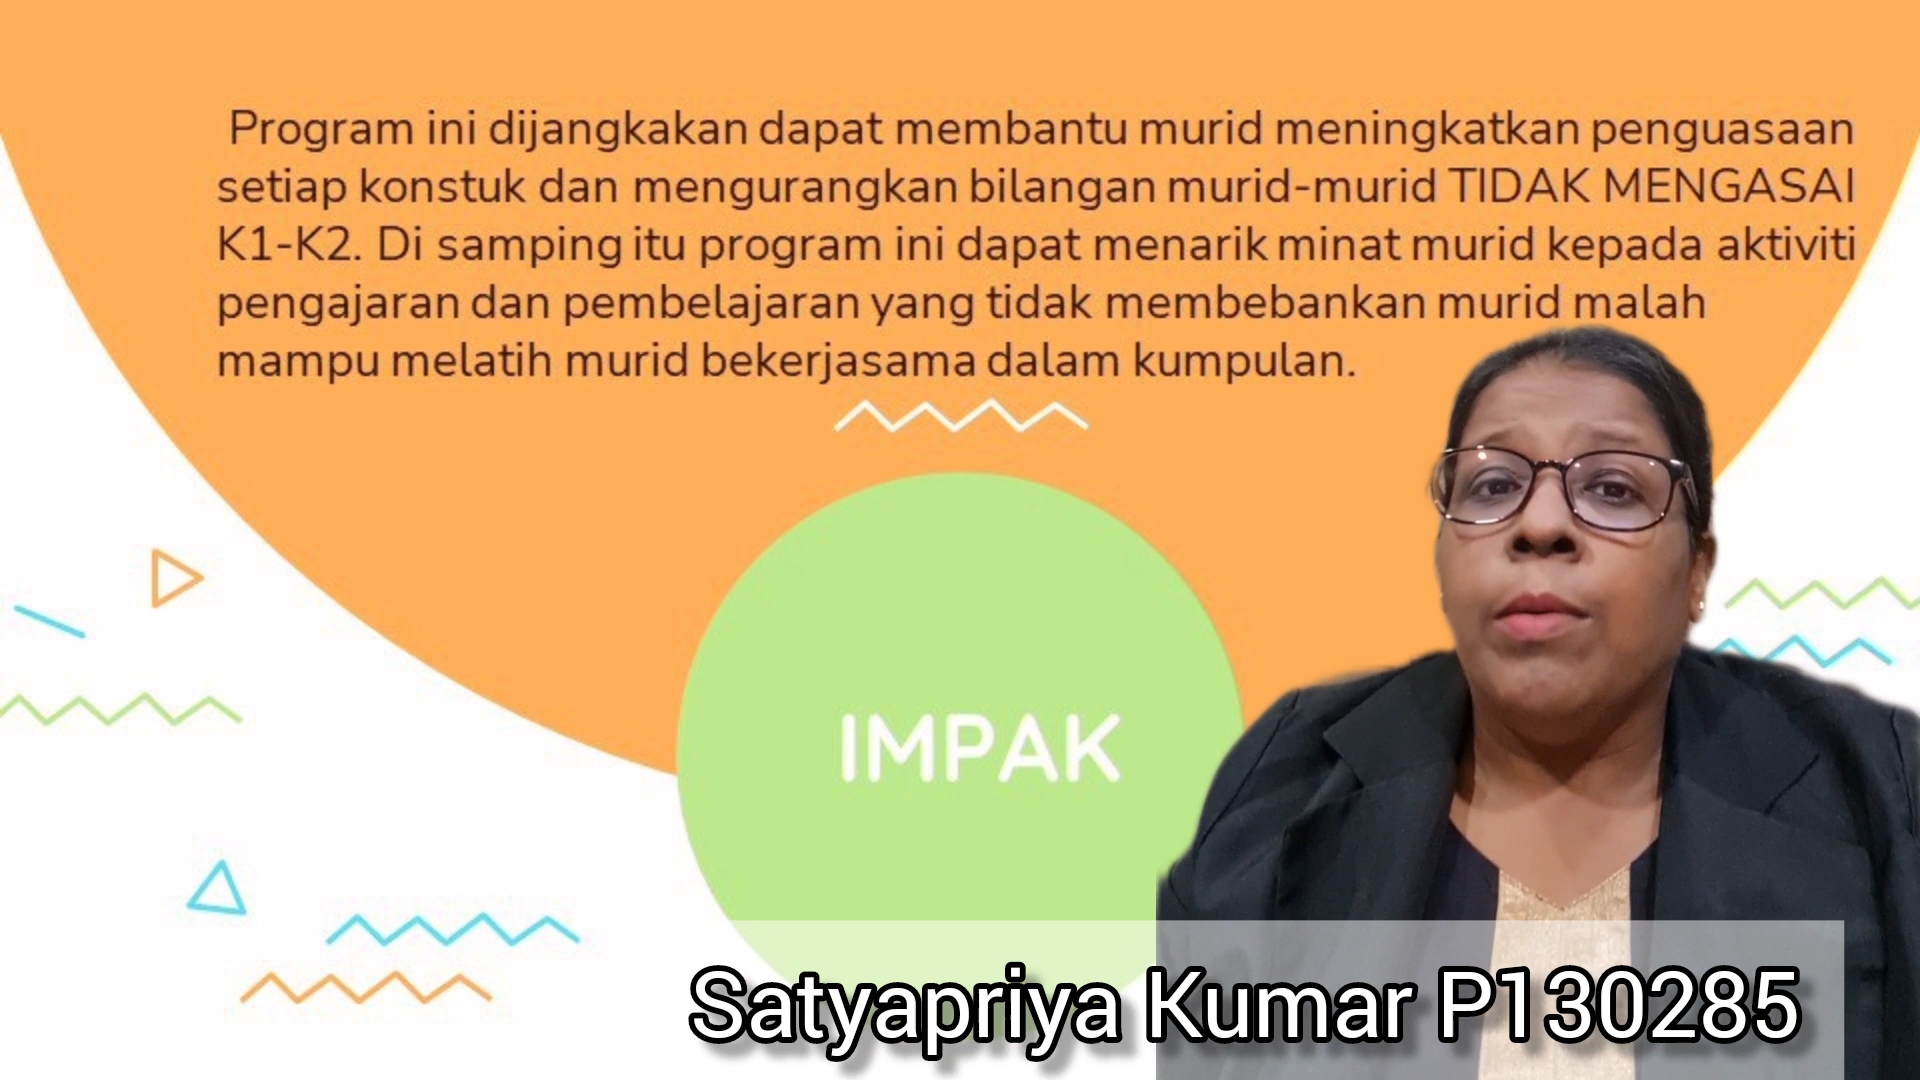 Program ini dijangkakan dapat membantu murid meningkatkan penguasaan
setiap konstuk dan mengurangkan bilangan murid-murid TIDAK MENGASAI
K1-K2. Di samping itu program ini dapat menarik minat murid kepada aktiviti
pengajaran dan pembelajaran yang tidak membebankan murid malah
mampu melatih murid bekerjasama dalam kumpulan.
IMPAK
Satyapriya Kumar P130285